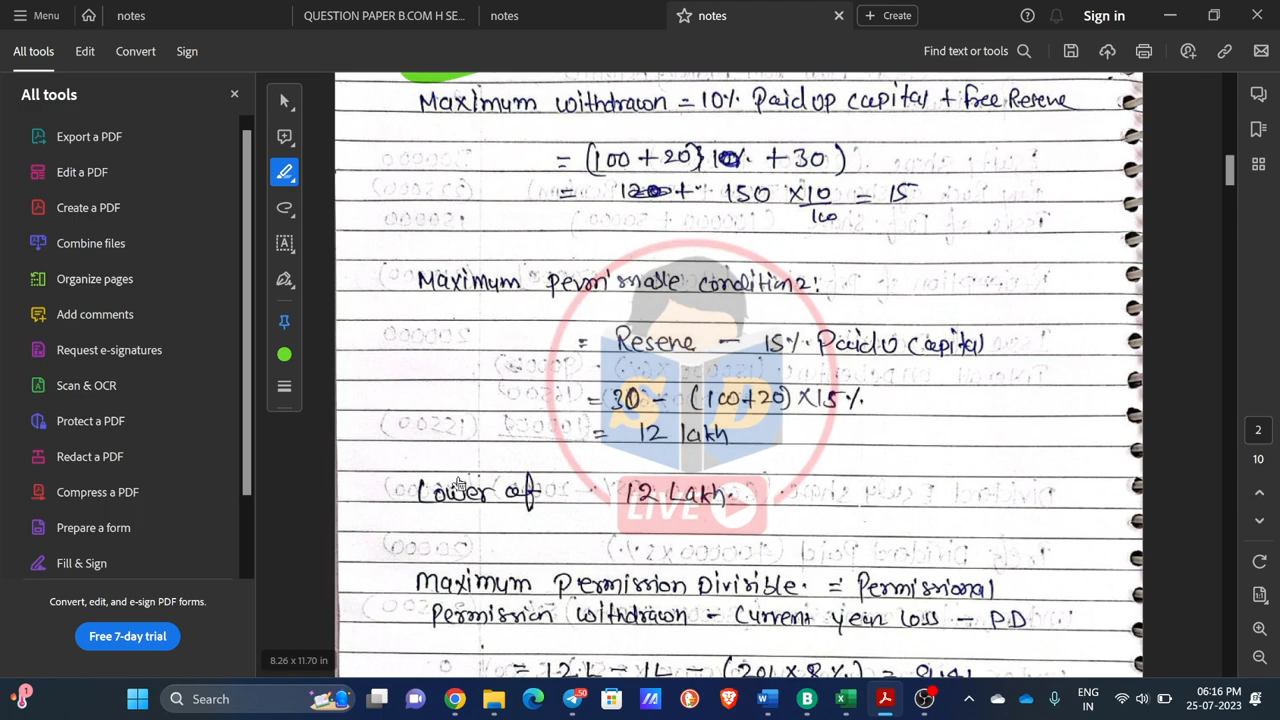 Menu
notes
QUESTION PAPER B.COM H SE...
notes
notes
Create
Sign in
All tools
Edit
Convert
Sign
Find text or tools
All tools
Export a PDF
Edit a PDF
Create a PDF
Combine files
Organize pages
Add comments
Request e-signatures
Scan & OCR
Protect a PDF
Redact a PDF
Compress a PDF
Prepare a form
Fill & Sign
Convert, edit, and e-sign PDF forms.
Free 7-day trial
Maximum withdrawn = 10% Paid up capital + free Reserve
= (100 + 20) 10% + 30)
= 120 + % 150 × 10/100 = 15
Maximum condition 2:
= Reserve - 15% Paid U capital
= 30 - (100+20) × 15%
= 12 lakh
Lower of 12 Lakh.
Maximum Permission Divisible. = Permissional
Permission withdrawn - Current year loss - P.D
= 12L - 1L - (20L × 8%) =
SD
LIVE
8.26 x 11.70 in
2
10
Search
50
ENG
IN
06:16 PM
25-07-2023